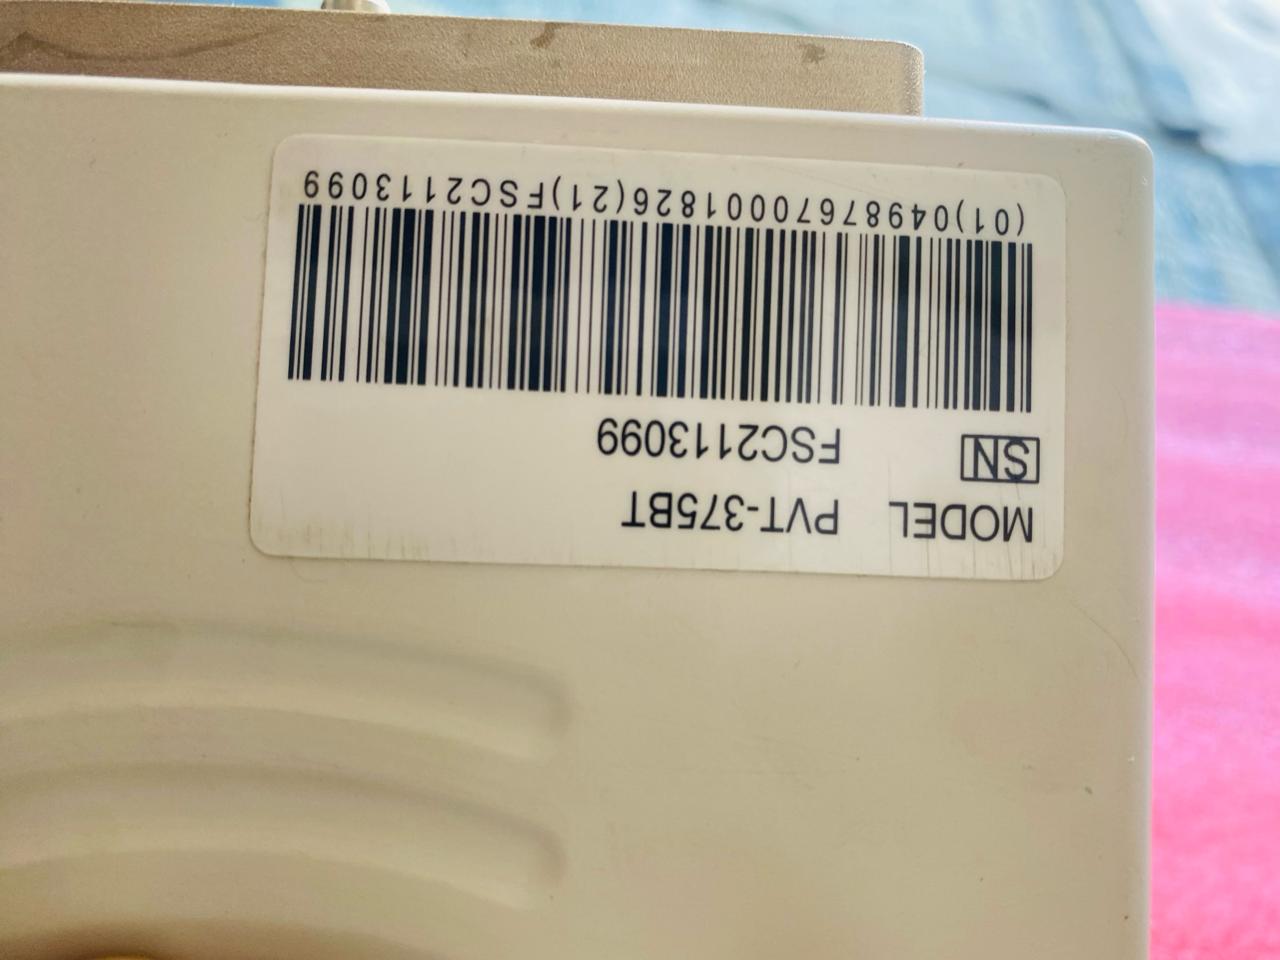 MODEL PVT-375BT
SN FSC2113099
(01)04987670001826(21)FSC2113099